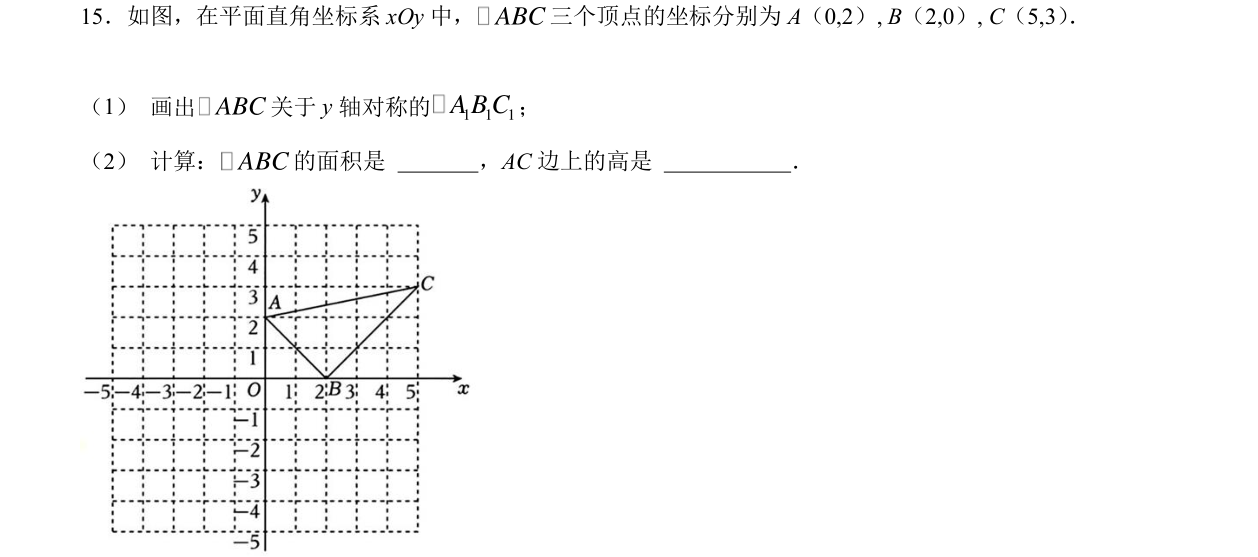 15．如图，在平面直角坐标系 xOy 中，□ABC 三个顶点的坐标分别为 A（0,2）, B（2,0）, C（5,3）.
（1） 画出□ABC 关于 y 轴对称的□A₁B₁C₁；
（2） 计算：□ABC 的面积是 _______，AC 边上的高是 ___________.
y
5
4
C
3 A
2
1
−5 −4 −3 −2 −1 O 1 2 B 3 4 5 x
−1
−2
−3
−4
−5